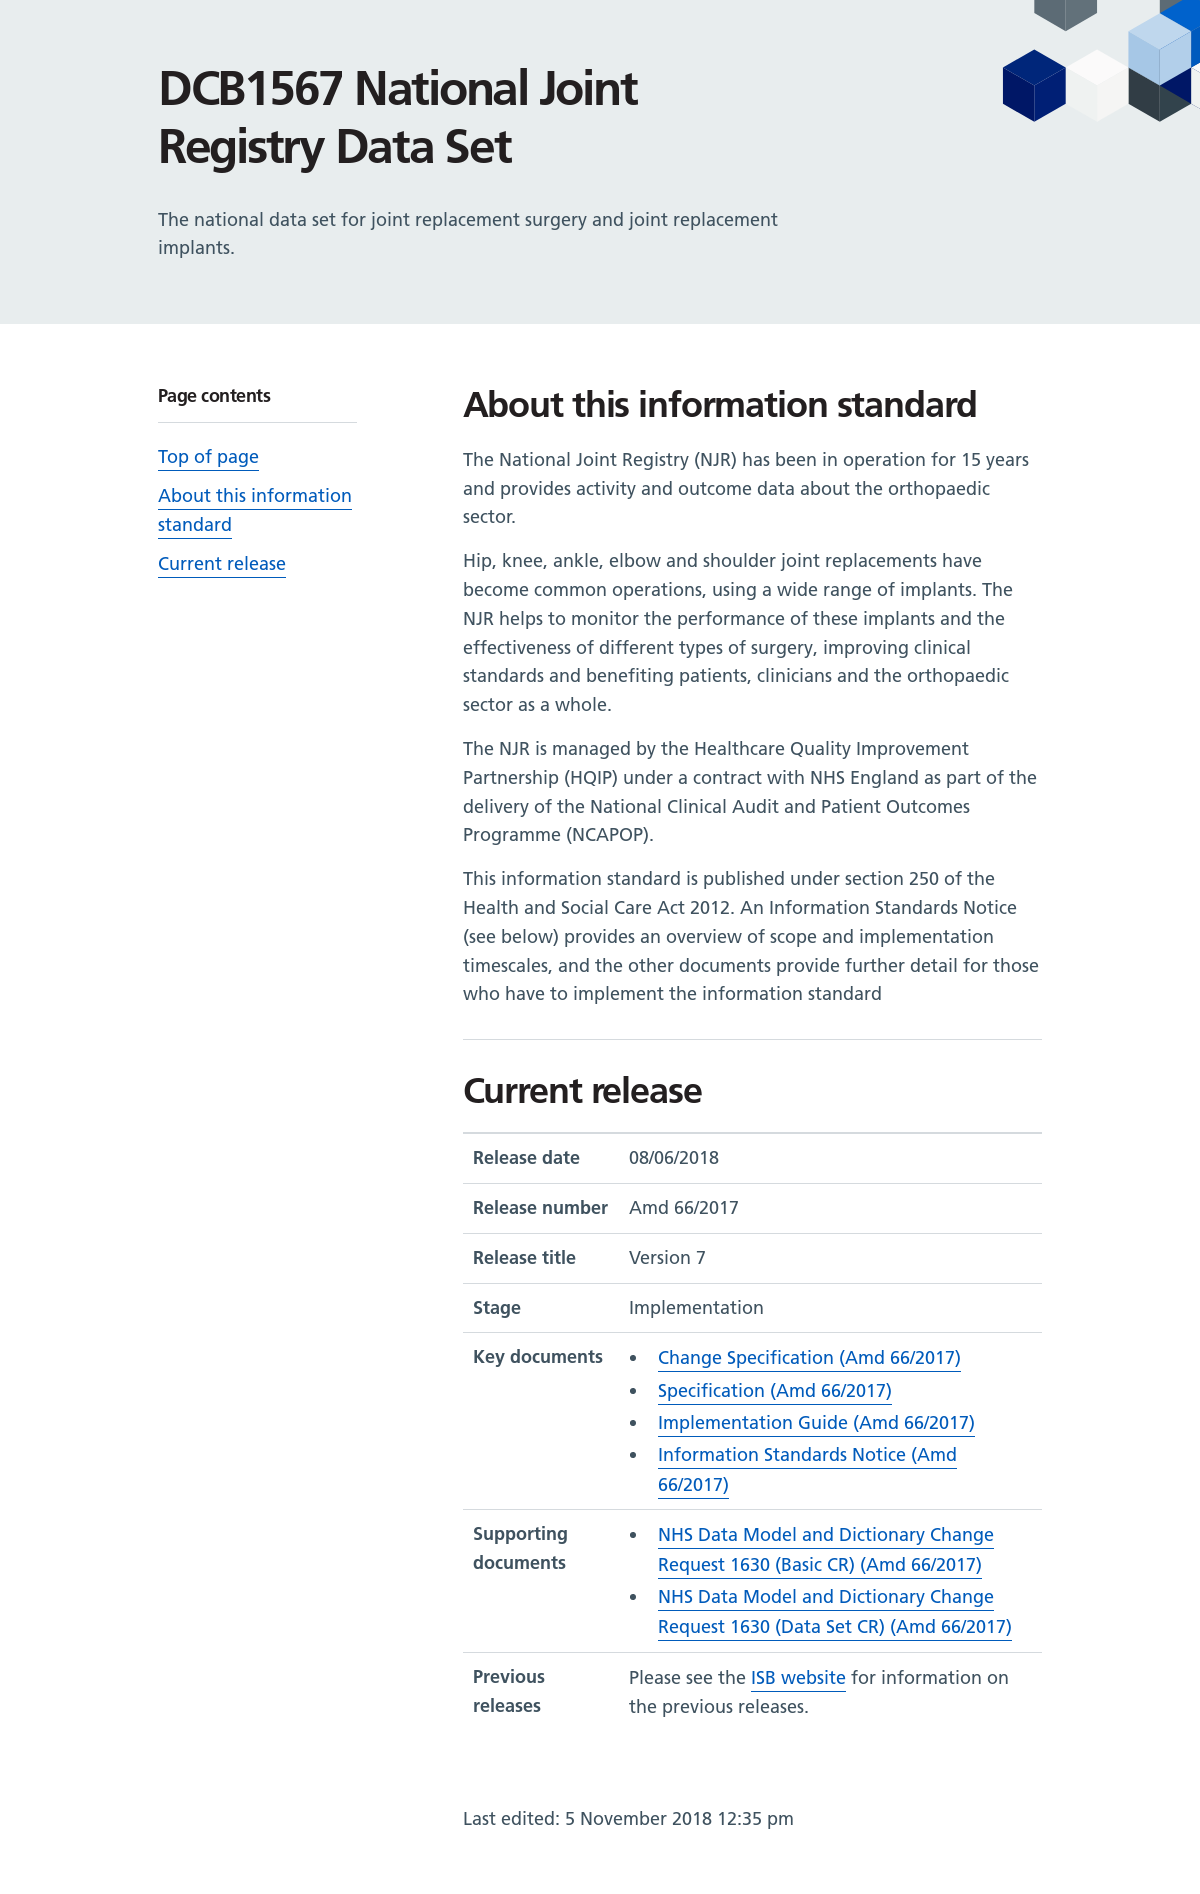 DCB1567 National Joint
Registry Data Set
The national data set for joint replacement surgery and joint replacement
implants.
Page contents
Top of page
About this information
standard
Current release
About this information standard
The National Joint Registry (NJR) has been in operation for 15 years
and provides activity and outcome data about the orthopaedic
sector.
Hip, knee, ankle, elbow and shoulder joint replacements have
become common operations, using a wide range of implants. The
NJR helps to monitor the performance of these implants and the
effectiveness of different types of surgery, improving clinical
standards and benefiting patients, clinicians and the orthopaedic
sector as a whole.
The NJR is managed by the Healthcare Quality Improvement
Partnership (HQIP) under a contract with NHS England as part of the
delivery of the National Clinical Audit and Patient Outcomes
Programme (NCAPOP).
This information standard is published under section 250 of the
Health and Social Care Act 2012. An Information Standards Notice
(see below) provides an overview of scope and implementation
timescales, and the other documents provide further detail for those
who have to implement the information standard
Current release
Release date 08/06/2018
Release number Amd 66/2017
Release title Version 7
Stage Implementation
Key documents • Change Specification (Amd 66/2017)
• Specification (Amd 66/2017)
• Implementation Guide (Amd 66/2017)
• Information Standards Notice (Amd
66/2017)
Supporting
documents
• NHS Data Model and Dictionary Change
Request 1630 (Basic CR) (Amd 66/2017)
• NHS Data Model and Dictionary Change
Request 1630 (Data Set CR) (Amd 66/2017)
Previous
releases
Please see the ISB website for information on
the previous releases.
Last edited: 5 November 2018 12:35 pm